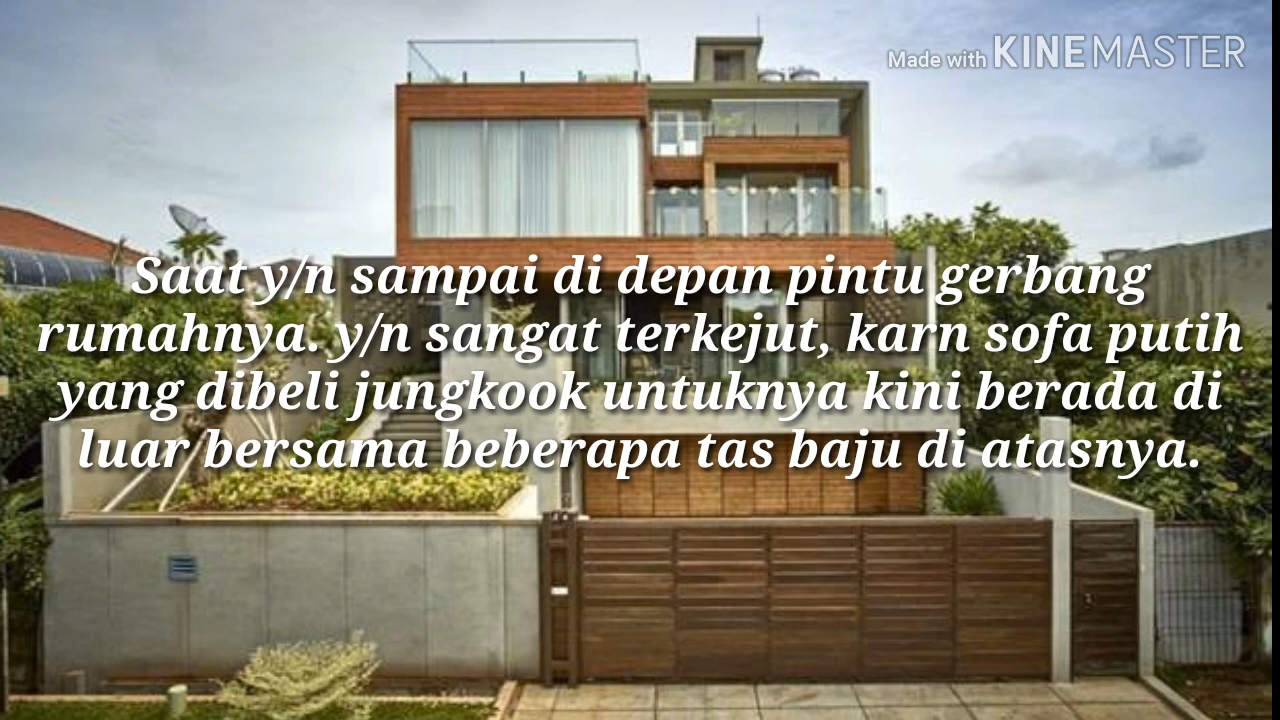 Made with KINEMASTER
Saat y/n sampai di depan pintu gerbang
rumahnya. y/n sangat terkejut, karn sofa putih
yang dibeli jungkook untuknya kini berada di
luar bersama beberapa tas baju di atasnya.